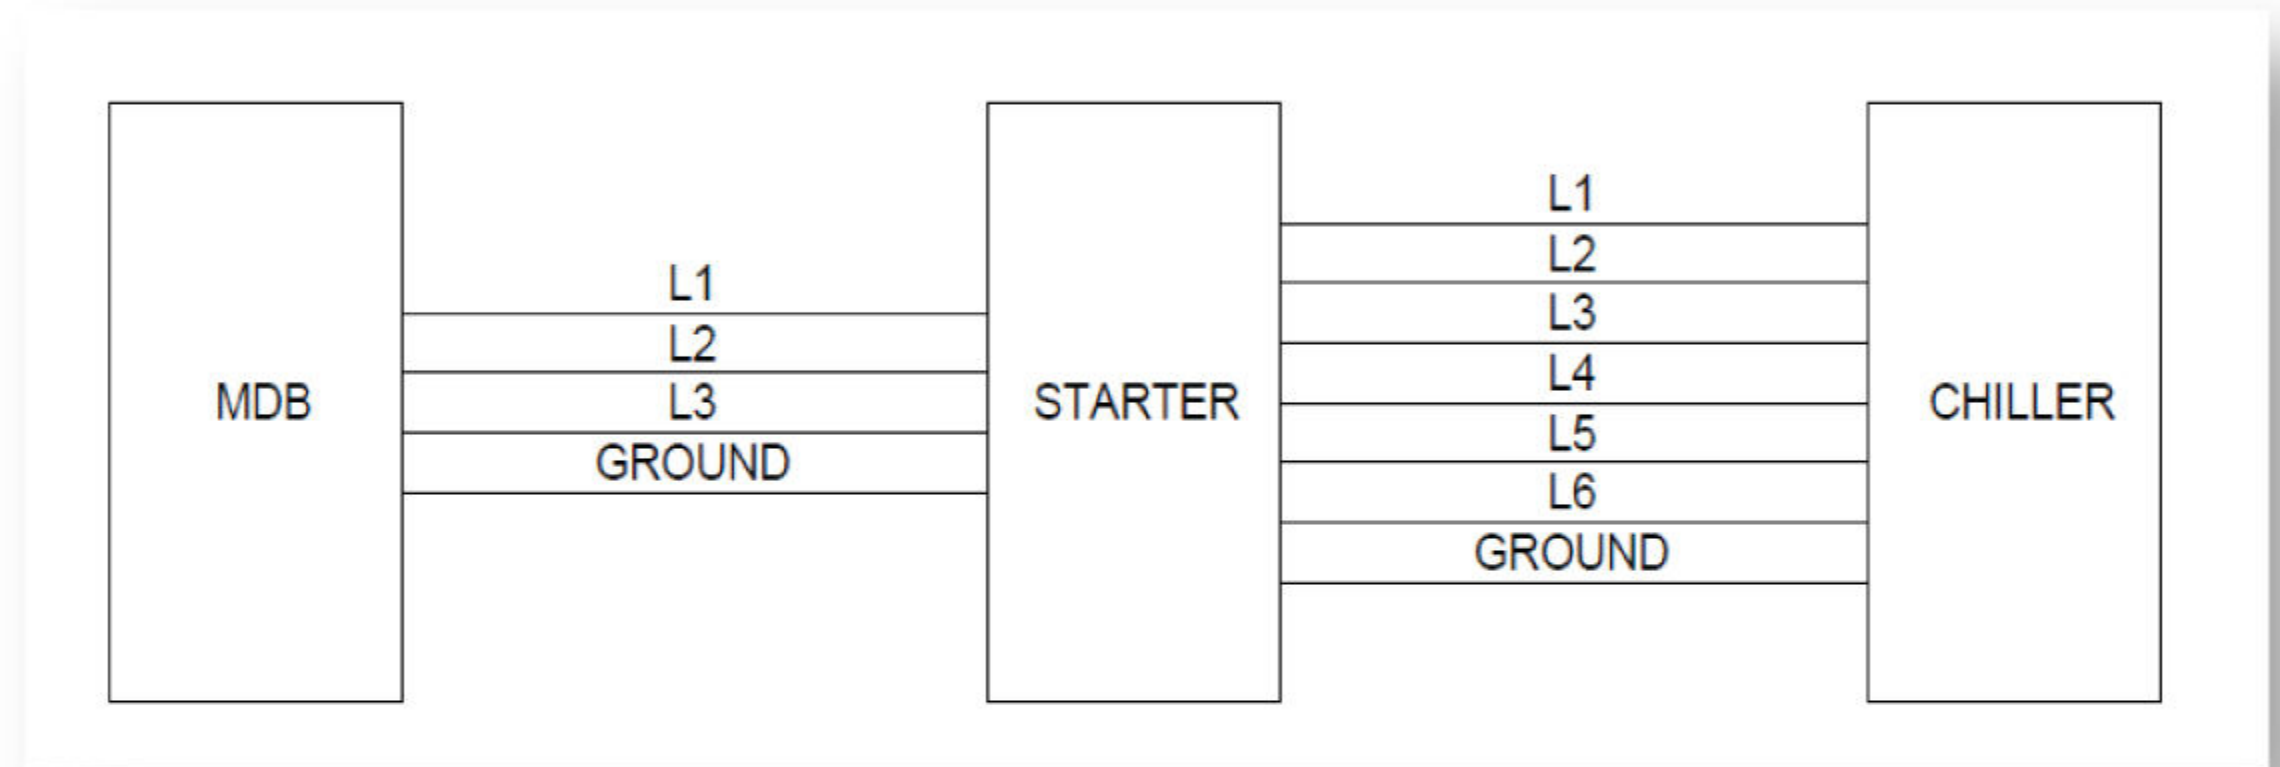 MDB
L1
L2
L3
GROUND
STARTER
L1
L2
L3
L4
L5
L6
GROUND
CHILLER